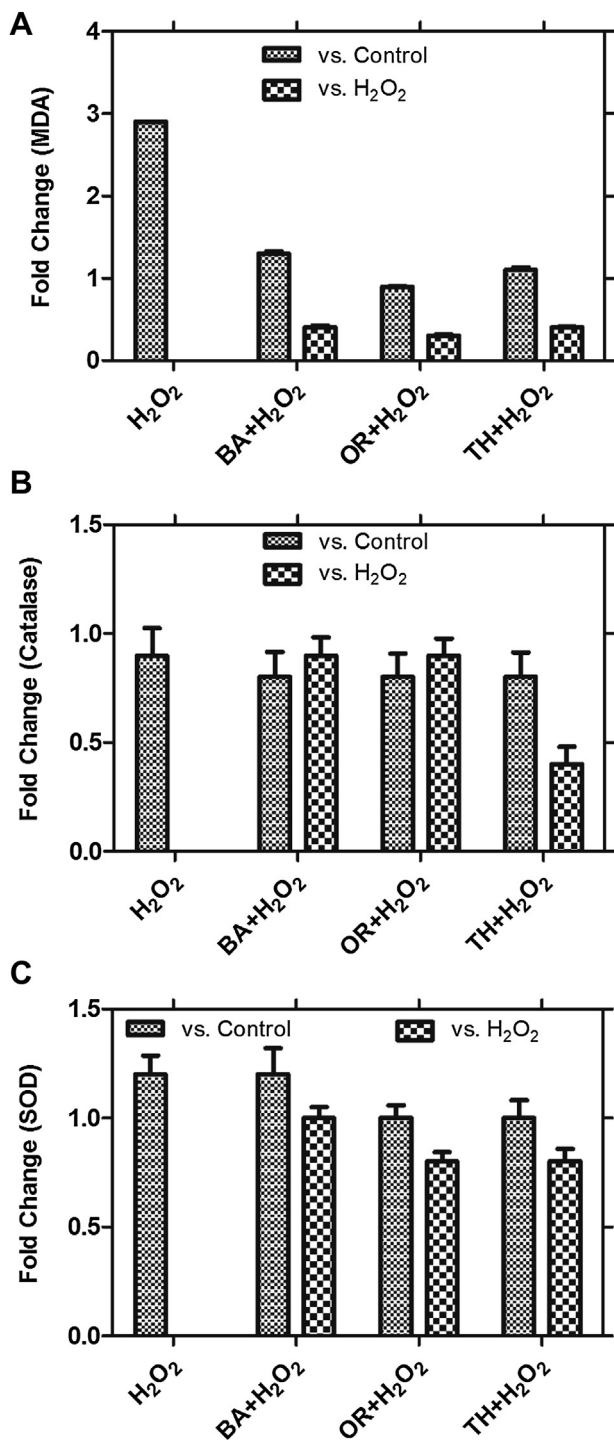 A
Fold Change (MDA)
4
3
2
1
0
vs. Control
vs. H₂O₂
H₂O₂
BA+H₂O₂
OR+H₂O₂
TH+H₂O₂
B
Fold Change (Catalase)
1.5
1.0
0.5
0.0
vs. Control
vs. H₂O₂
H₂O₂
BA+H₂O₂
OR+H₂O₂
TH+H₂O₂
C
Fold Change (SOD)
1.5
1.0
0.5
0.0
vs. Control
vs. H₂O₂
H₂O₂
BA+H₂O₂
OR+H₂O₂
TH+H₂O₂